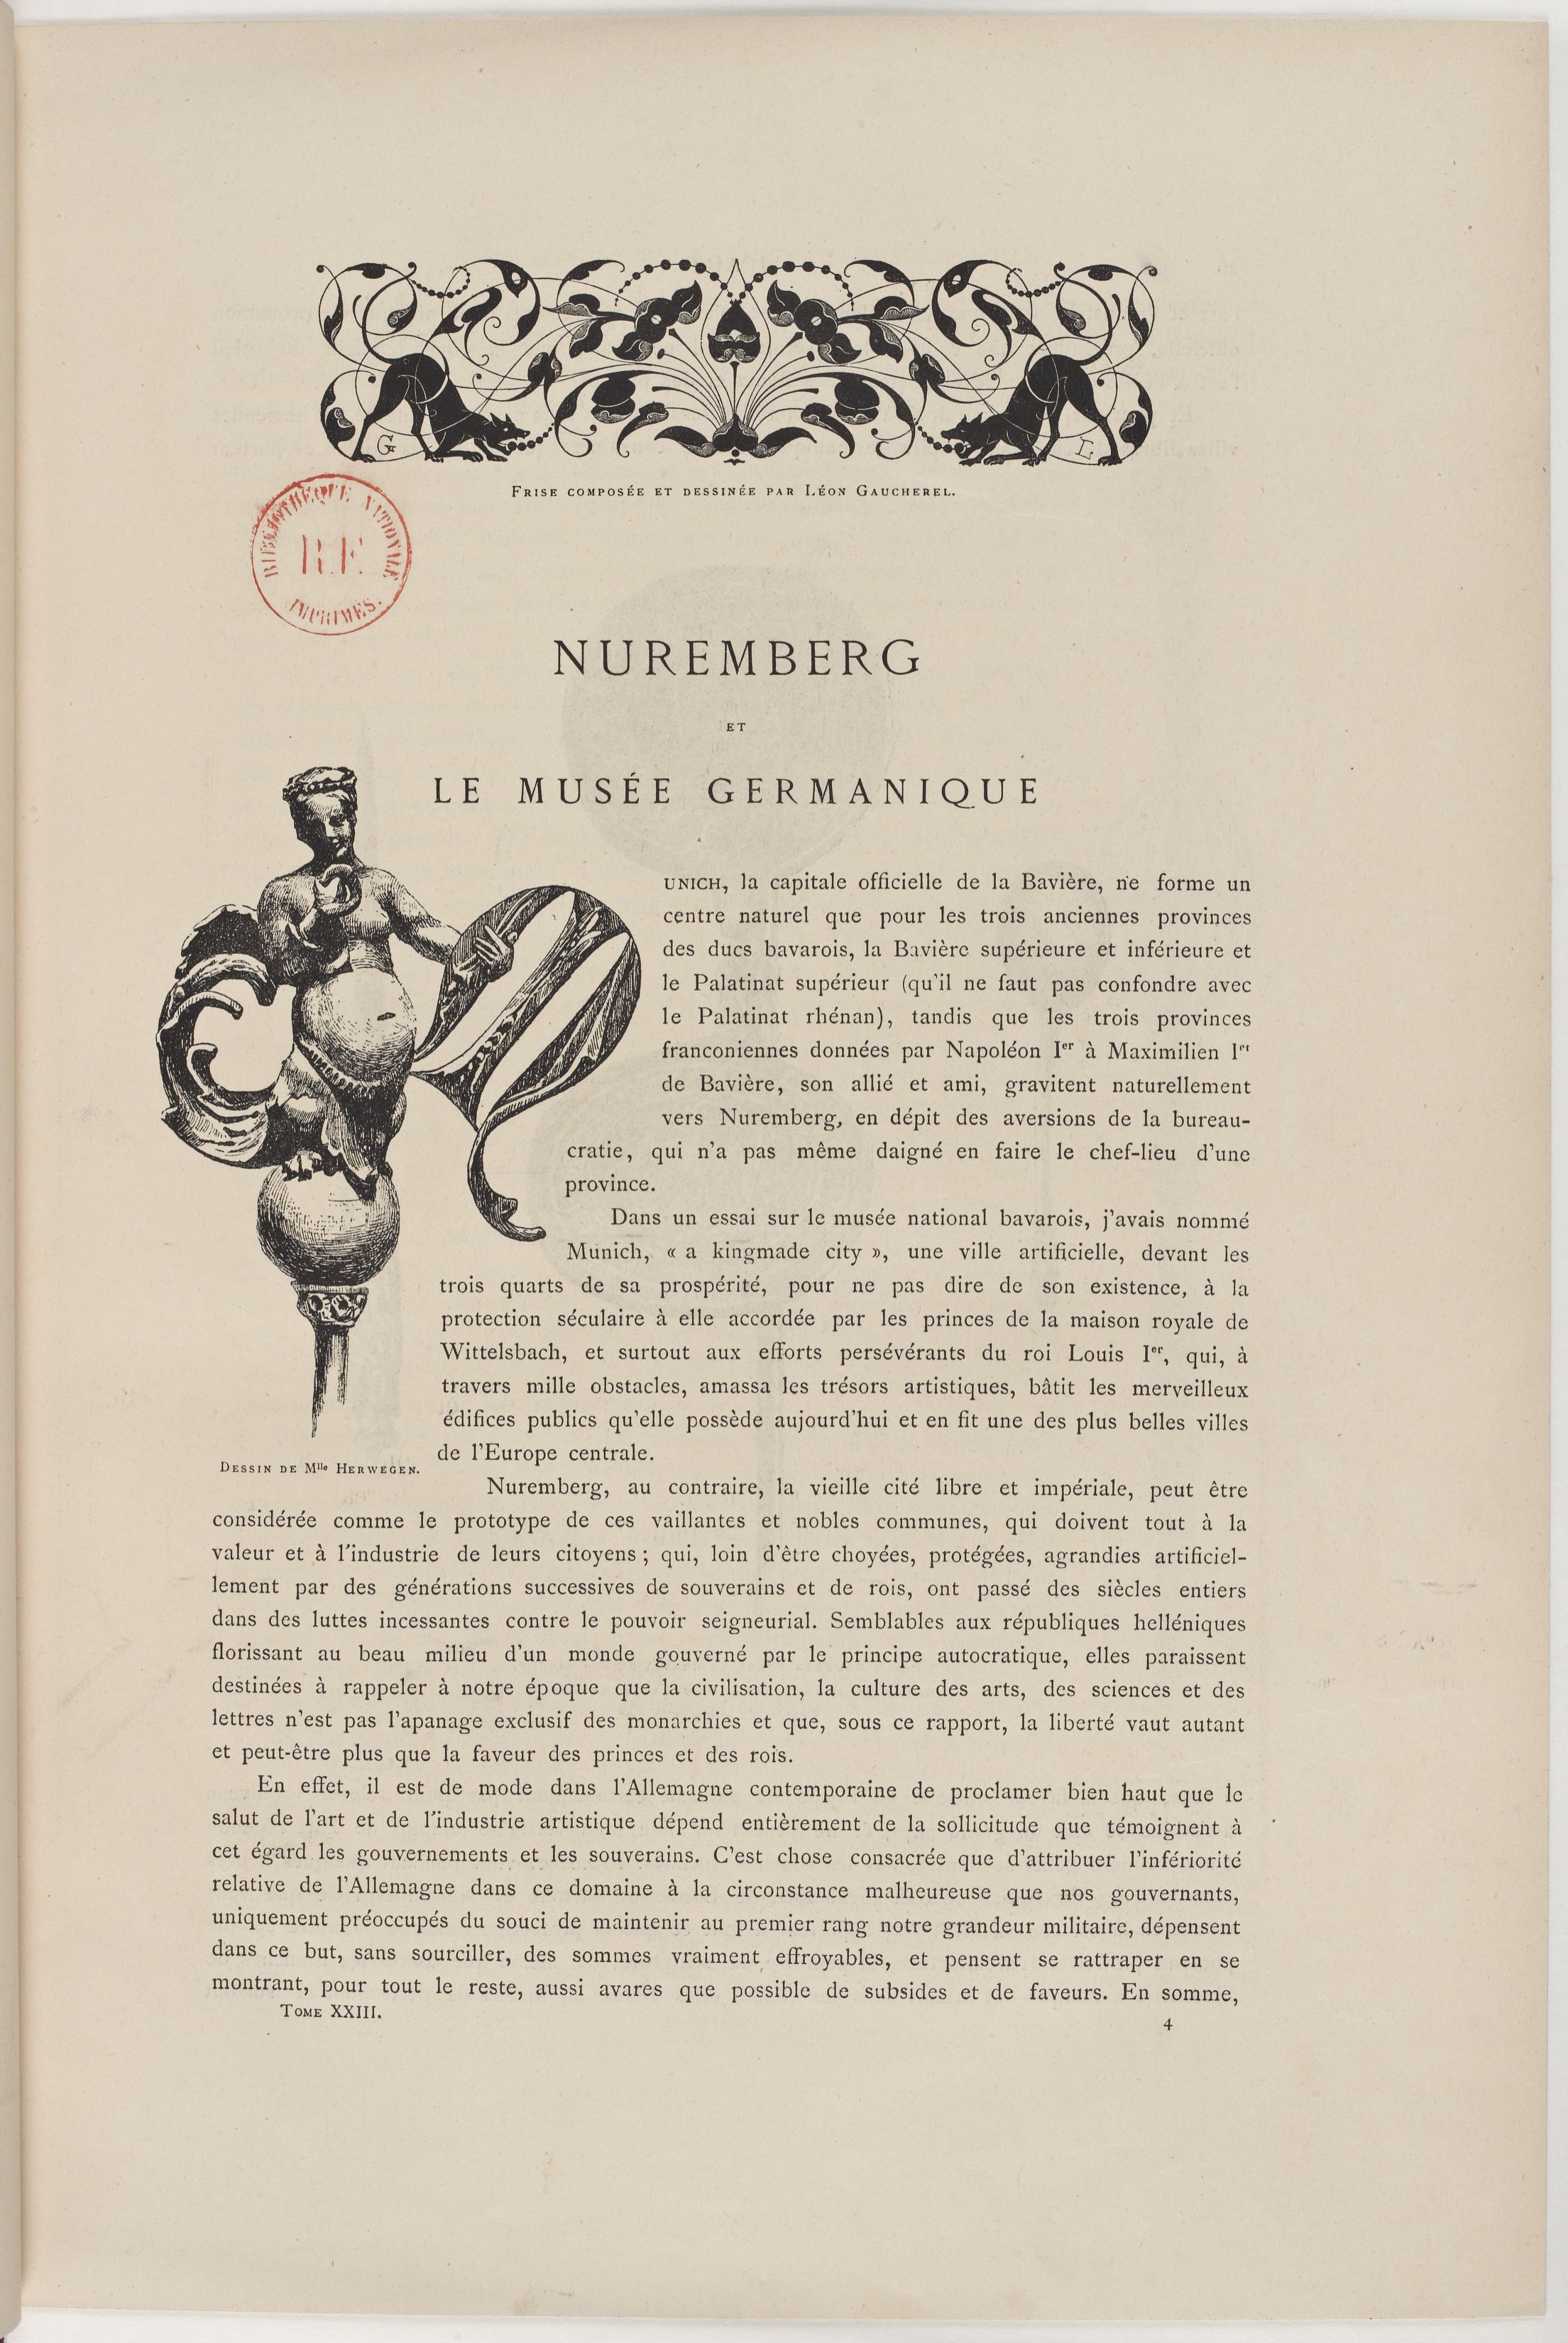 G L
FRISE COMPOSÉE ET DESSINÉE PAR LÉON GAUCHEREL.
BIBLIOTHÈQUE NATIONALE
R.F.
IMPRIMÉS.
NUREMBERG
ET
LE MUSÉE GERMANIQUE
MUNICH, la capitale officielle de la Bavière, ne forme un
centre naturel que pour les trois anciennes provinces
des ducs bavarois, la Bavière supérieure et inférieure et
le Palatinat supérieur (qu'il ne faut pas confondre avec
le Palatinat rhénan), tandis que les trois provinces
franconiennes données par Napoléon Ier à Maximilien Ier
de Bavière, son allié et ami, gravitent naturellement
vers Nuremberg, en dépit des aversions de la bureau-
cratie, qui n'a pas même daigné en faire le chef-lieu d'une
province.
Dans un essai sur le musée national bavarois, j'avais nommé
Munich, « a kingmade city », une ville artificielle, devant les
trois quarts de sa prospérité, pour ne pas dire de son existence, à la
protection séculaire à elle accordée par les princes de la maison royale de
Wittelsbach, et surtout aux efforts persévérants du roi Louis Ier, qui, à
travers mille obstacles, amassa les trésors artistiques, bâtit les merveilleux
édifices publics qu'elle possède aujourd'hui et en fit une des plus belles villes
de l'Europe centrale.
DESSIN DE Mlle HERWEGEN.
Nuremberg, au contraire, la vieille cité libre et impériale, peut être
considérée comme le prototype de ces vaillantes et nobles communes, qui doivent tout à la
valeur et à l'industrie de leurs citoyens ; qui, loin d'être choyées, protégées, agrandies artificiel-
lement par des générations successives de souverains et de rois, ont passé des siècles entiers
dans des luttes incessantes contre le pouvoir seigneurial. Semblables aux républiques helléniques
florissant au beau milieu d'un monde gouverné par le principe autocratique, elles paraissent
destinées à rappeler à notre époque que la civilisation, la culture des arts, des sciences et des
lettres n'est pas l'apanage exclusif des monarchies et que, sous ce rapport, la liberté vaut autant
et peut-être plus que la faveur des princes et des rois.
En effet, il est de mode dans l'Allemagne contemporaine de proclamer bien haut que le
salut de l'art et de l'industrie artistique dépend entièrement de la sollicitude que témoignent à
cet égard les gouvernements et les souverains. C'est chose consacrée que d'attribuer l'infériorité
relative de l'Allemagne dans ce domaine à la circonstance malheureuse que nos gouvernants,
uniquement préoccupés du souci de maintenir au premier rang notre grandeur militaire, dépensent
dans ce but, sans sourciller, des sommes vraiment effroyables, et pensent se rattraper en se
montrant, pour tout le reste, aussi avares que possible de subsides et de faveurs. En somme,
TOME XXIII.
4